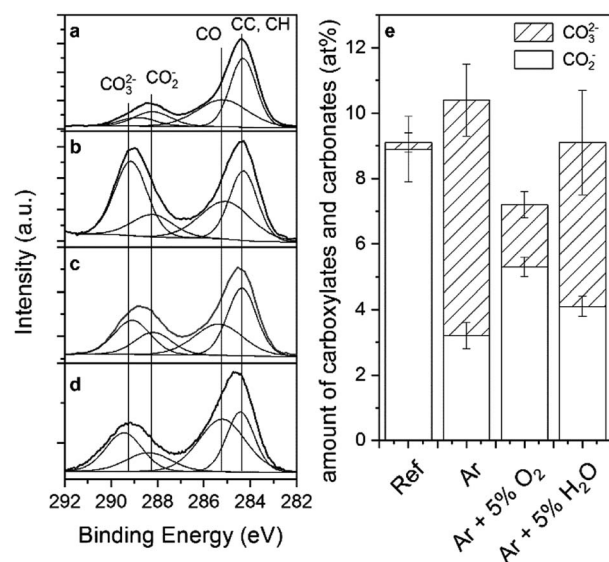 a
CO
CC, CH
CO₃²⁻
CO₂⁻
b
c
d
Intensity (a.u.)
292 290 288 286 284 282
Binding Energy (eV)
e
CO₃²⁻
CO₂⁻
amount of carboxylates and carbonates (at%)
12
10
8
6
4
2
0
Ref
Ar
Ar + 5% O₂
Ar + 5% H₂O